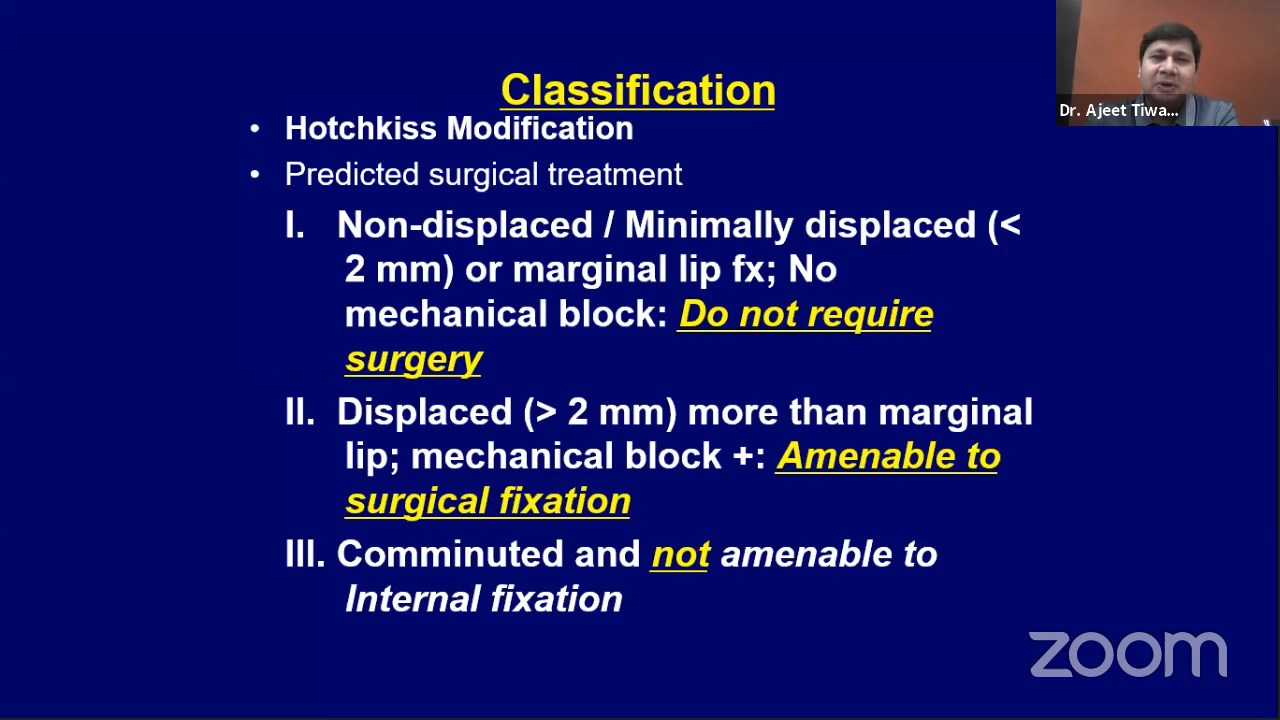 Classification
• Hotchkiss Modification
• Predicted surgical treatment
I. Non-displaced / Minimally displaced (<
2 mm) or marginal lip fx; No
mechanical block: Do not require
surgery
II. Displaced (> 2 mm) more than marginal
lip; mechanical block +: Amenable to
surgical fixation
III. Comminuted and not amenable to
Internal fixation
Dr. Ajeet Tiwa...
zoom